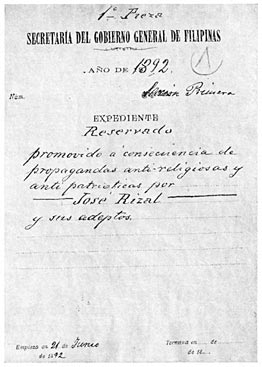 1ª Pieza
SECRETARÍA DEL GOBIERNO GENERAL DE FILIPINAS
AÑO DE 1892
1
Núm.
Sección Primera
EXPEDIENTE
Reservado
promovido á consecuencia de
propagandas anti-religiosas y
anti patrióticas por
José Rizal
y sus adeptos.
Empieza en 21 de Junio
de 1892
Termina en de
de 18